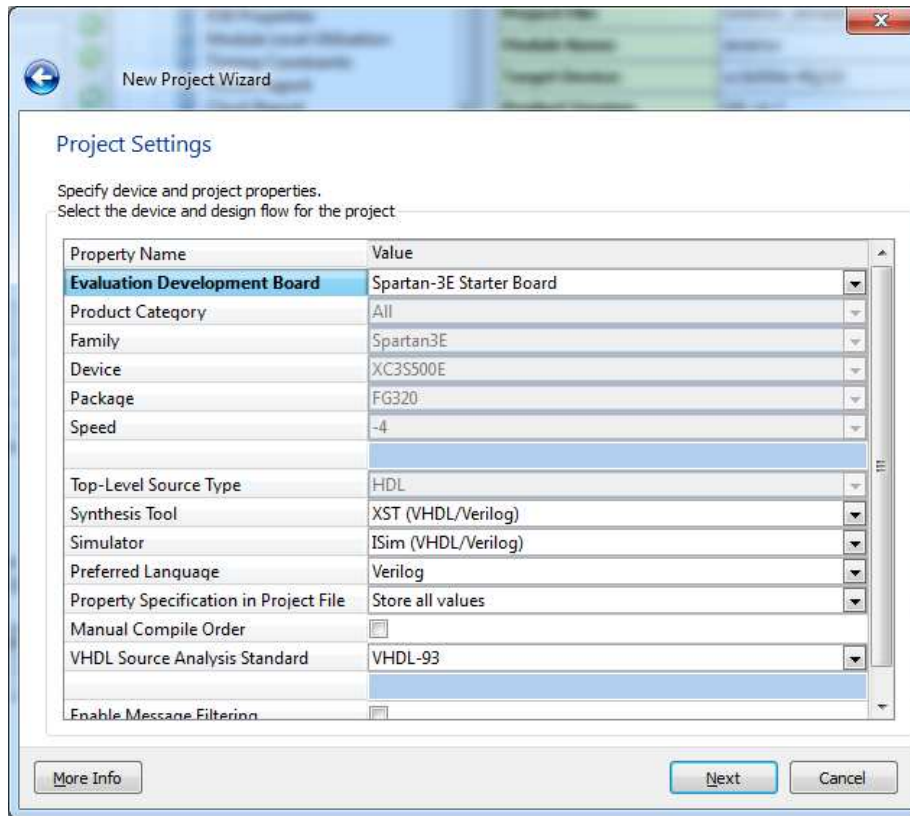 New Project Wizard
Project Settings
Specify device and project properties.
Select the device and design flow for the project
Property Name Value
Evaluation Development Board Spartan-3E Starter Board
Product Category All
Family Spartan3E
Device XC3S500E
Package FG320
Speed -4
Top-Level Source Type HDL
Synthesis Tool XST (VHDL/Verilog)
Simulator ISim (VHDL/Verilog)
Preferred Language Verilog
Property Specification in Project File Store all values
Manual Compile Order
VHDL Source Analysis Standard VHDL-93
Enable Message Filtering
More Info Next Cancel